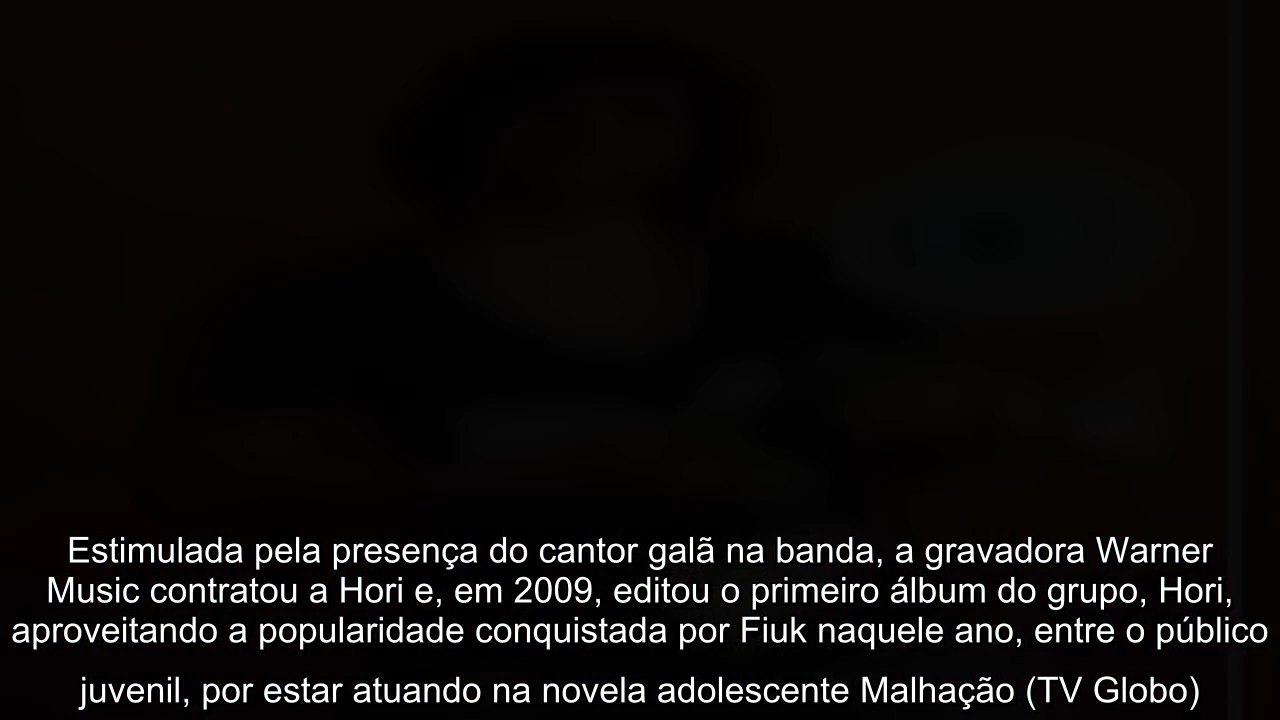 Estimulada pela presença do cantor galã na banda, a gravadora Warner
Music contratou a Hori e, em 2009, editou o primeiro álbum do grupo, Hori,
aproveitando a popularidade conquistada por Fiuk naquele ano, entre o público
juvenil, por estar atuando na novela adolescente Malhação (TV Globo)